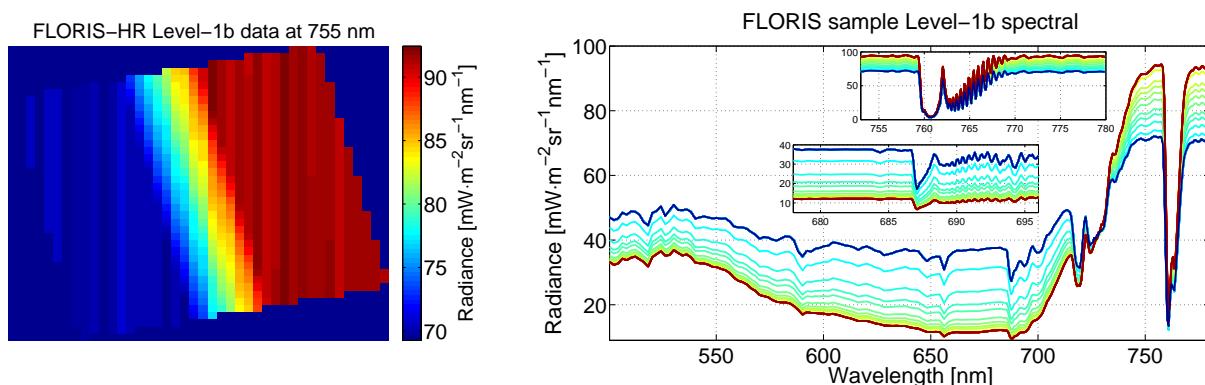 FLORIS−HR Level−1b data at 755 nm
90
85
80
75
70
Radiance [mW·m−2sr−1nm−1]
FLORIS sample Level−1b spectral
100
80
60
40
20
Radiance [mW·m−2sr−1nm−1]
550 600 650 700 750
Wavelength [nm]
100
50
0
755 760 765 770 775 780
40
30
20
10
680 685 690 695